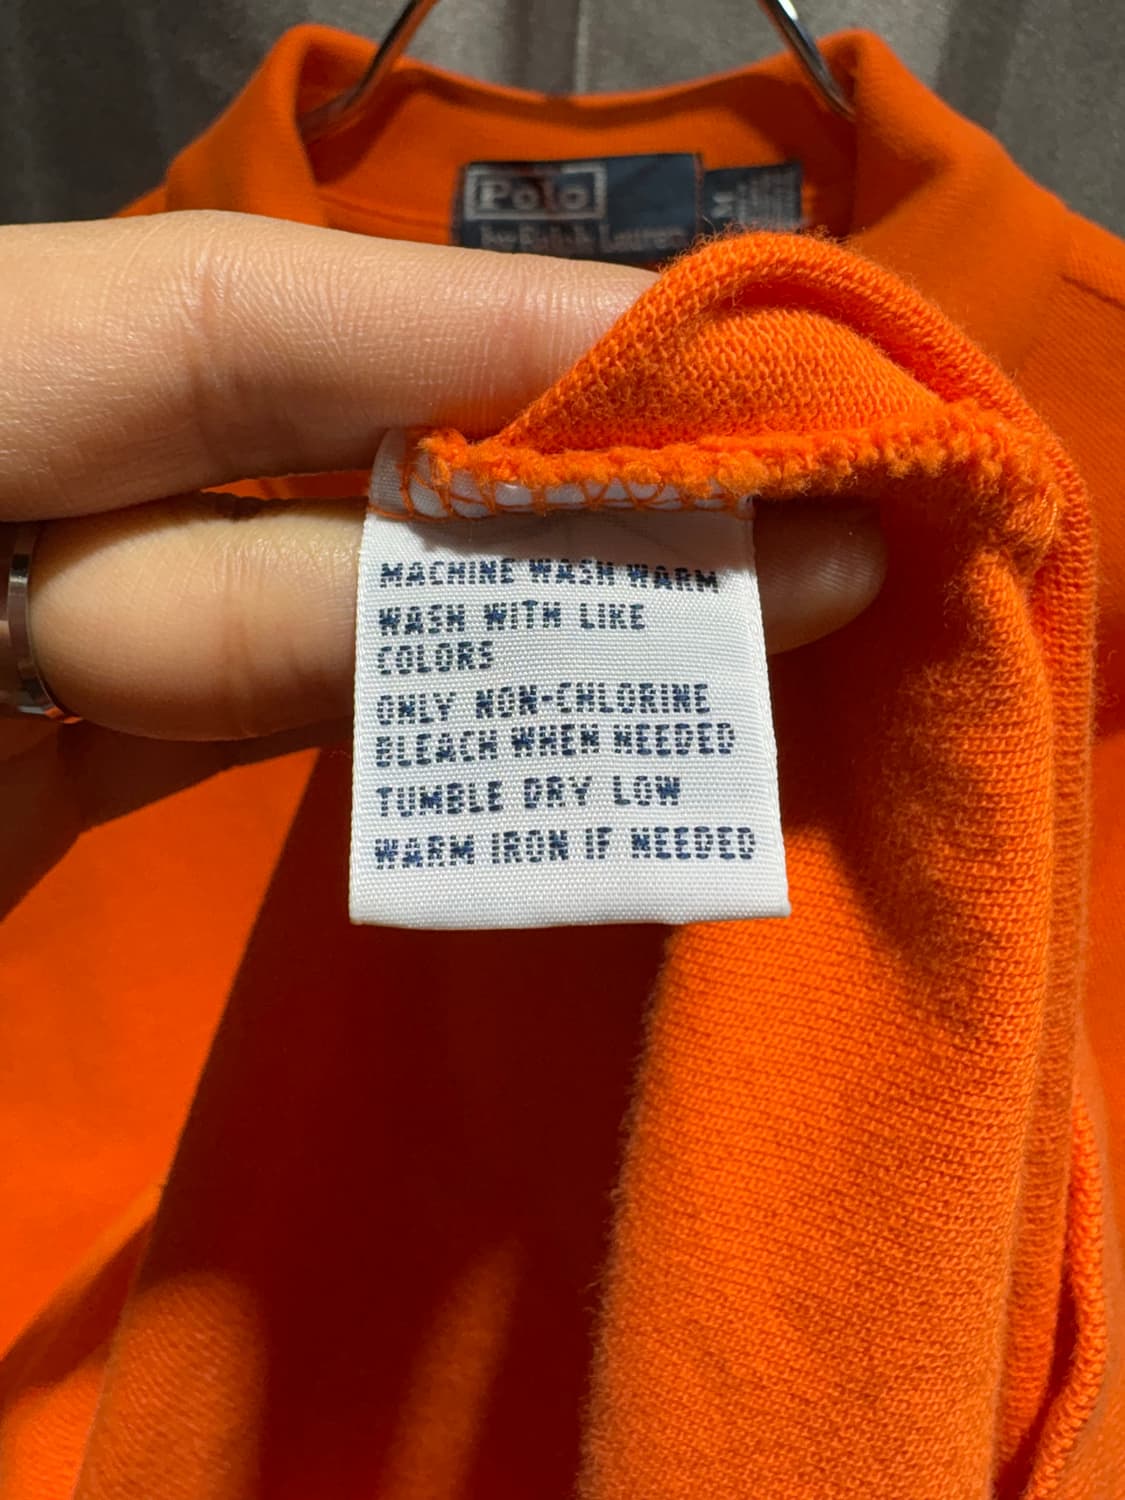 Polo
by Ralph Lauren
M
MACHINE WASH WARM
WASH WITH LIKE
COLORS
ONLY NON-CHLORINE
BLEACH WHEN NEEDED
TUMBLE DRY LOW
WARM IRON IF NEEDED